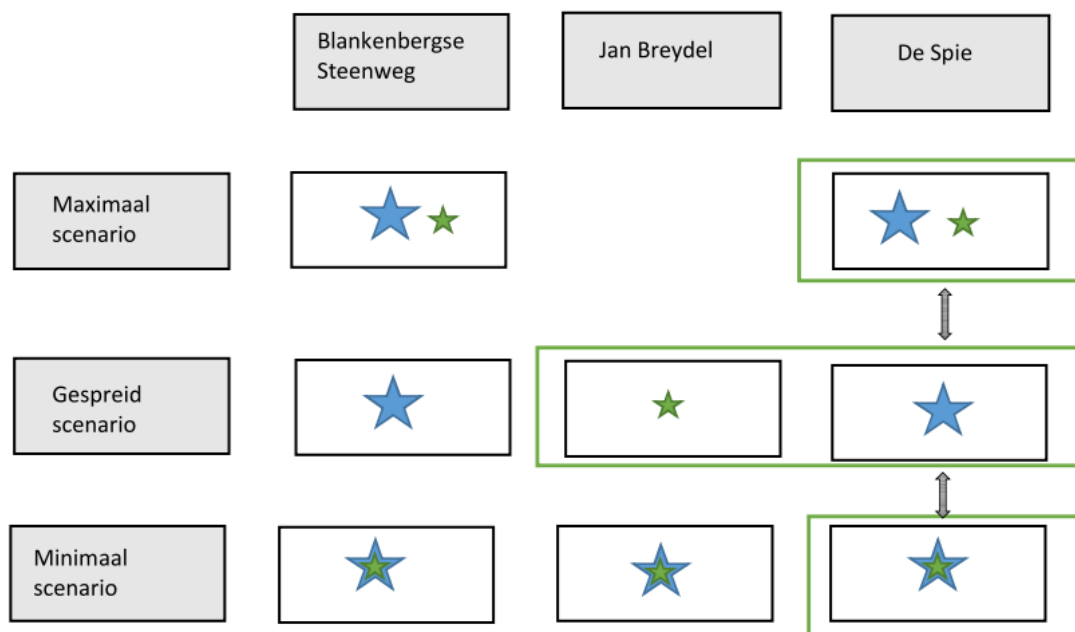 Blankenbergse
Steenweg
Jan Breydel
De Spie
Maximaal
scenario
Gespreid
scenario
Minimaal
scenario